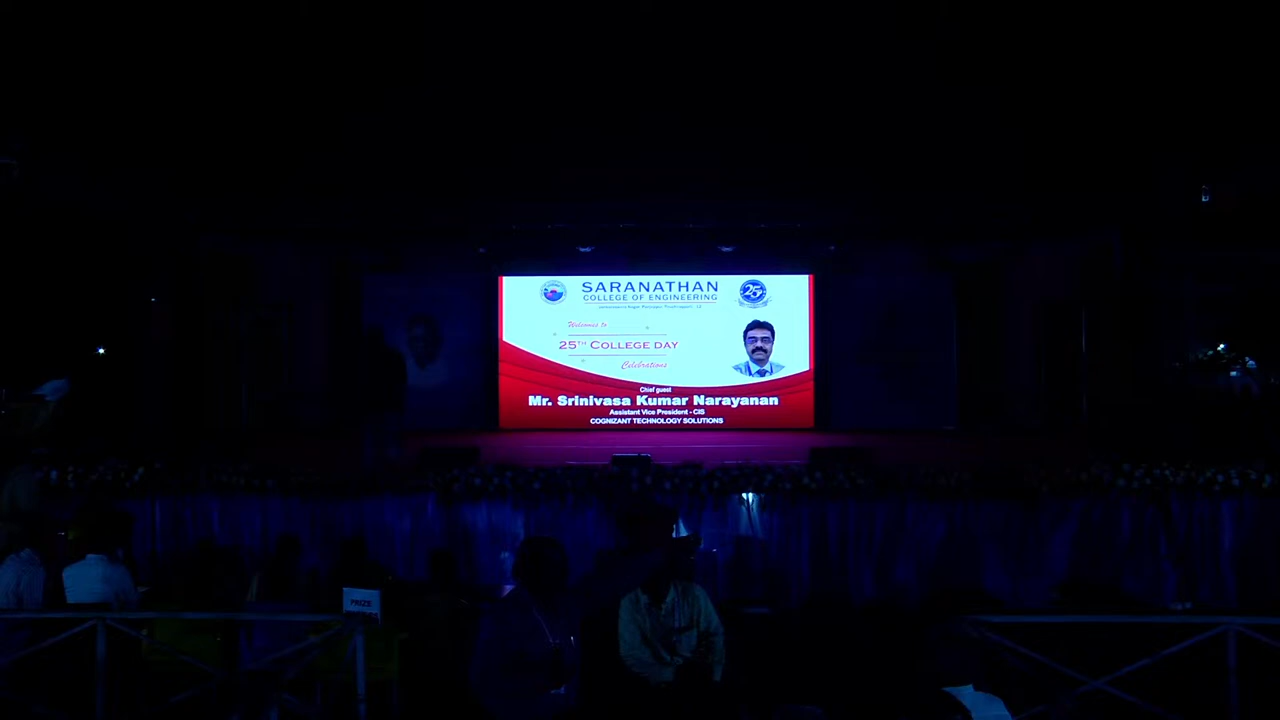 SARANATHAN
COLLEGE OF ENGINEERING
25
Welcome to
25TH COLLEGE DAY
Celebrations
Chief guest
Mr. Srinivasa Kumar Narayanan
Assistant Vice President - CIS
COGNIZANT TECHNOLOGY SOLUTIONS
PRIZE